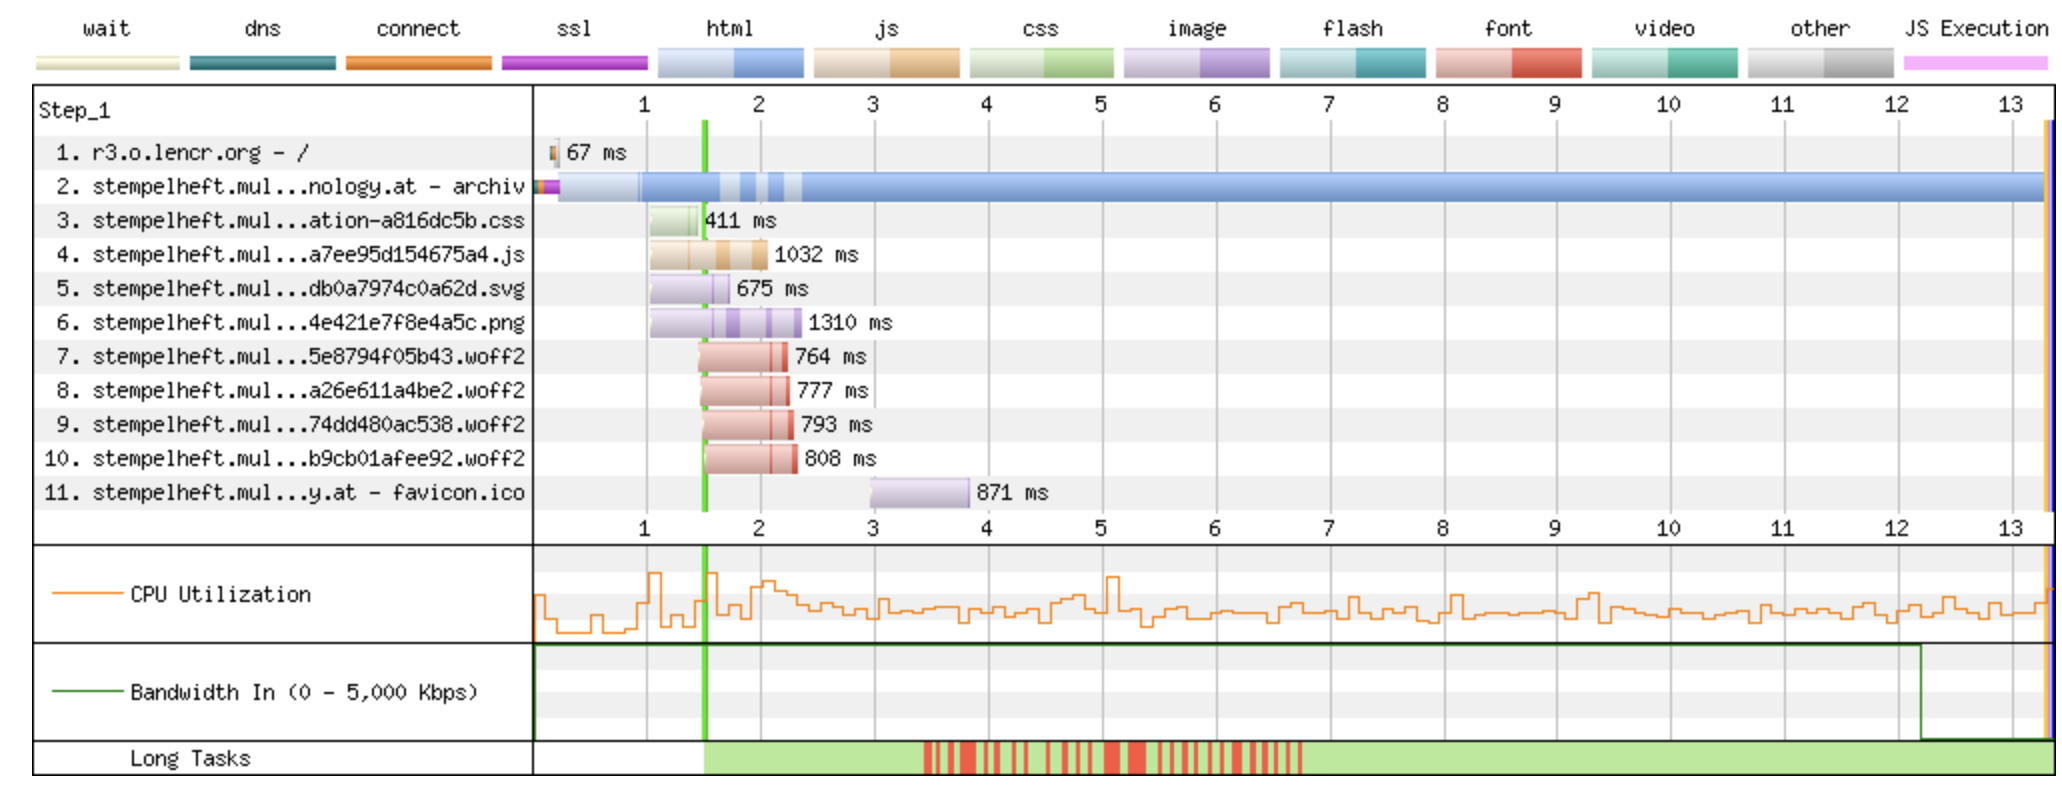 wait dns connect ssl html js css image flash font video other JS Execution
Step_1 1 2 3 4 5 6 7 8 9 10 11 12 13
1. r3.o.lencr.org - / 67 ms
2. stempelheft.mul...nology.at - archiv
3. stempelheft.mul...ation-a816dc5b.css 411 ms
4. stempelheft.mul...a7ee95d154675a4.js 1032 ms
5. stempelheft.mul...db0a7974c0a62d.svg 675 ms
6. stempelheft.mul...4e421e7f8e4a5c.png 1310 ms
7. stempelheft.mul...5e8794f05b43.woff2 764 ms
8. stempelheft.mul...a26e611a4be2.woff2 777 ms
9. stempelheft.mul...74dd480ac538.woff2 793 ms
10. stempelheft.mul...b9cb01afee92.woff2 808 ms
11. stempelheft.mul...y.at - favicon.ico 871 ms
1 2 3 4 5 6 7 8 9 10 11 12 13
CPU Utilization
Bandwidth In (0 - 5,000 Kbps)
Long Tasks